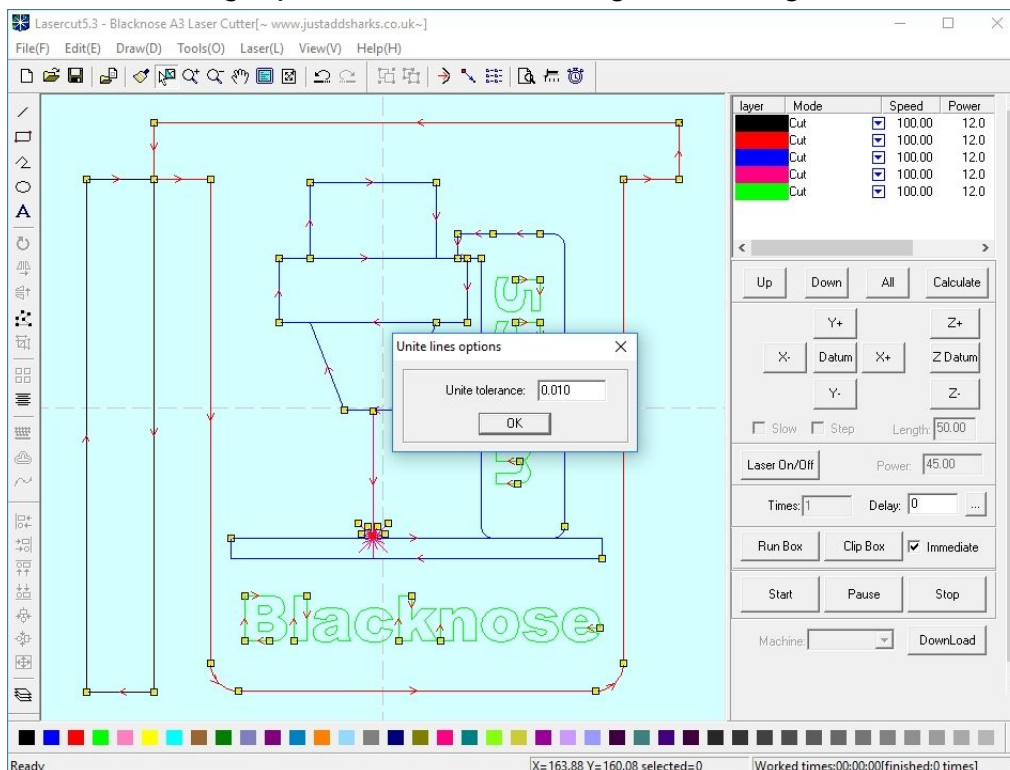 Lasercut5.3 - Blacknose A3 Laser Cutter[~ www.justaddsharks.co.uk~]
File(F) Edit(E) Draw(D) Tools(O) Laser(L) View(V) Help(H)
layer Mode Speed Power
Cut 100.00 12.0
Cut 100.00 12.0
Cut 100.00 12.0
Cut 100.00 12.0
Cut 100.00 12.0
Up Down All Calculate
Y+ Z+
X- Datum X+ Z Datum
Y- Z-
Slow Step Length: 50.00
Laser On/Off Power: 45.00
Times: 1 Delay: 0 ...
Run Box Clip Box Immediate
Start Pause Stop
Machine: DownLoad
Unite lines options
Unite tolerance: 0.010
OK
Blacknose
Ready X=163.88 Y=160.08 selected=0 Worked times:00:00:00[finished:0 times]